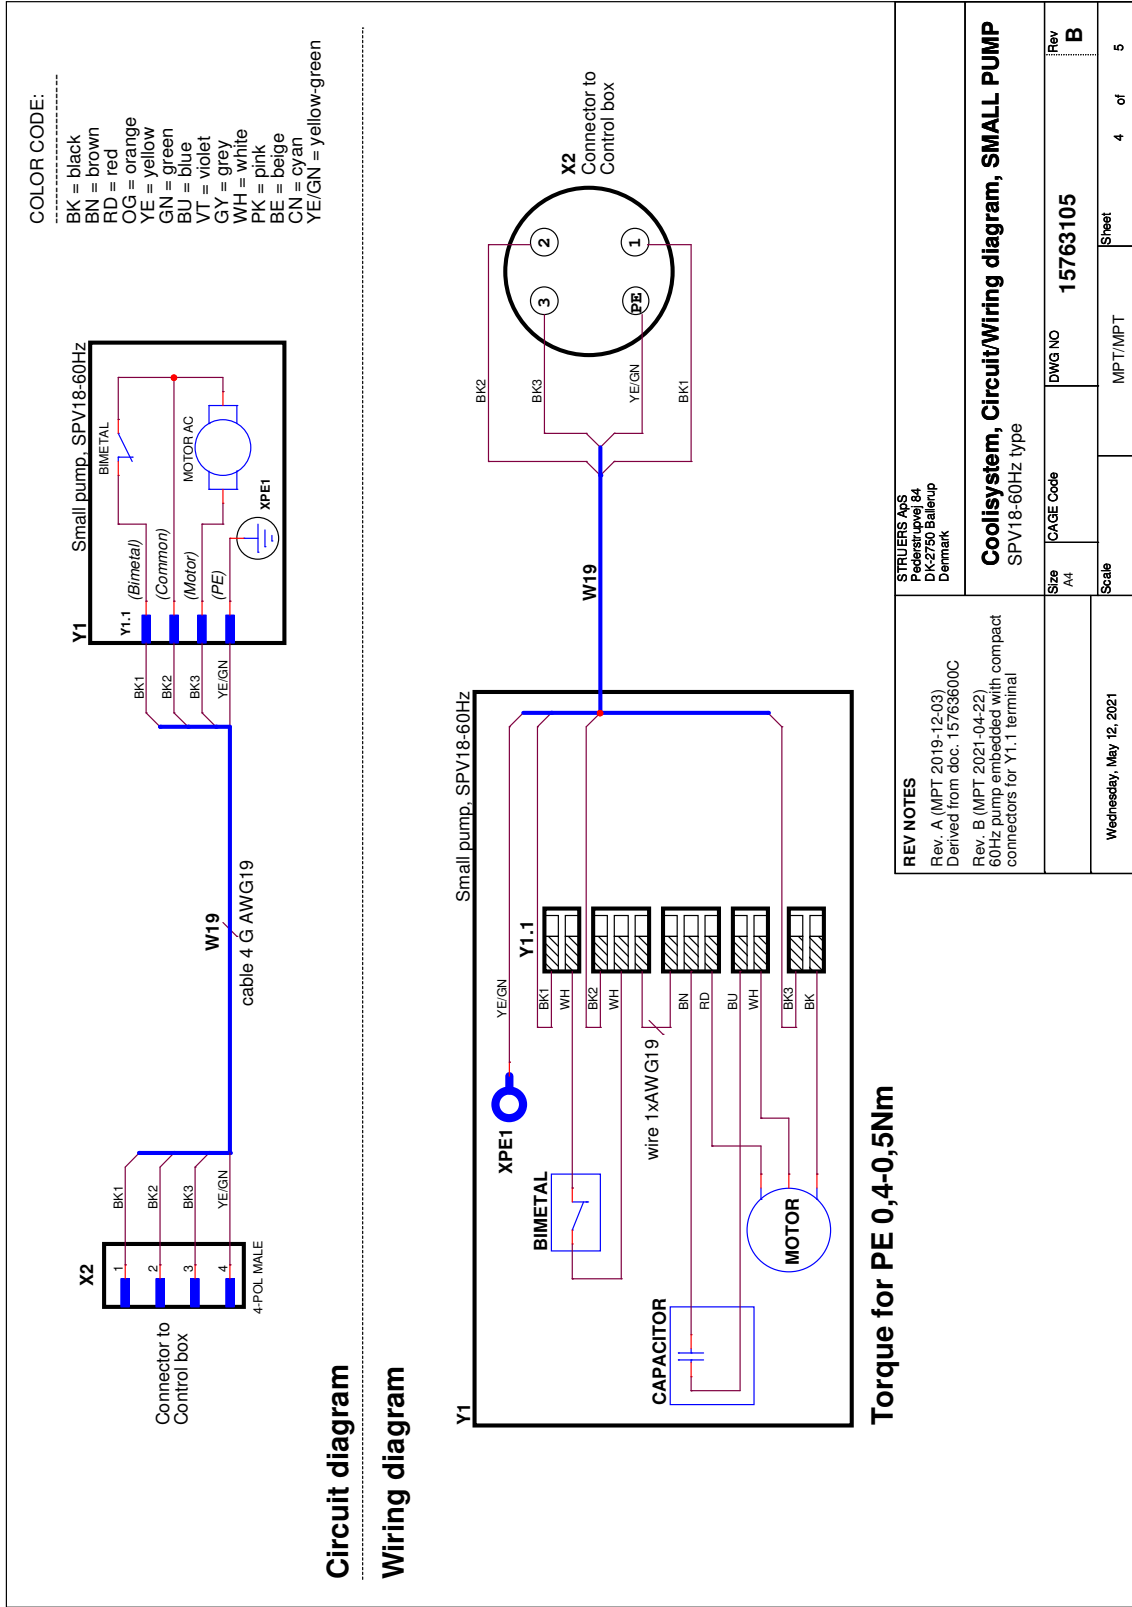 COLOR CODE:
BK = black
BN = brown
RD = red
OG = orange
YE = yellow
GN = green
BU = blue
VT = violet
GY = grey
WH = white
PK = pink
BE = beige
CN = cyan
YE/GN = yellow-green
X2
Connector to
Control box
1
2
3
4
4-POL MALE
BK1
BK2
BK3
YE/GN
W19
cable 4 G AWG19
BK1
BK2
BK3
YE/GN
Y1
Small pump, SPV18-60Hz
Y1.1
(Bimetal)
(Common)
(Motor)
(PE)
BIMETAL
MOTOR AC
XPE1
Circuit diagram
Wiring diagram
Y1
Small pump, SPV18-60Hz
XPE1
YE/GN
Y1.1
BIMETAL
BK1
WH
BK2
WH
wire 1xAWG19
BN
RD
BU
WH
BK3
BK
CAPACITOR
MOTOR
Torque for PE 0,4-0,5Nm
W19
BK2
BK3
YE/GN
BK1
2
3
1
PE
X2
Connector to
Control box
REV NOTES
Rev. A (MPT 2019-12-03)
Derived from doc. 15763600C
Rev. B (MPT 2021-04-22)
60Hz pump embedded with compact
connectors for Y1.1 terminal
Wednesday, May 12, 2021
STRUERS ApS
Pederstrupvej 84
DK-2750 Ballerup
Denmark
Coolisystem, Circuit/Wiring diagram, SMALL PUMP
SPV18-60Hz type
Size
A4
CAGE Code
DWG NO
15763105
Rev
B
Scale
MPT/MPT
Sheet
4 of 5